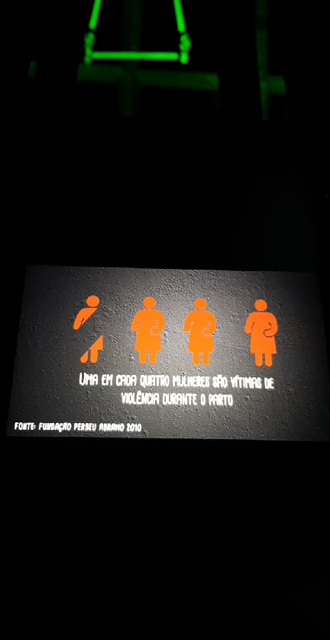 Uma em cada quatro mulheres são vítimas de
violência durante o parto
Fonte: Fundação Perseu Abramo 2010